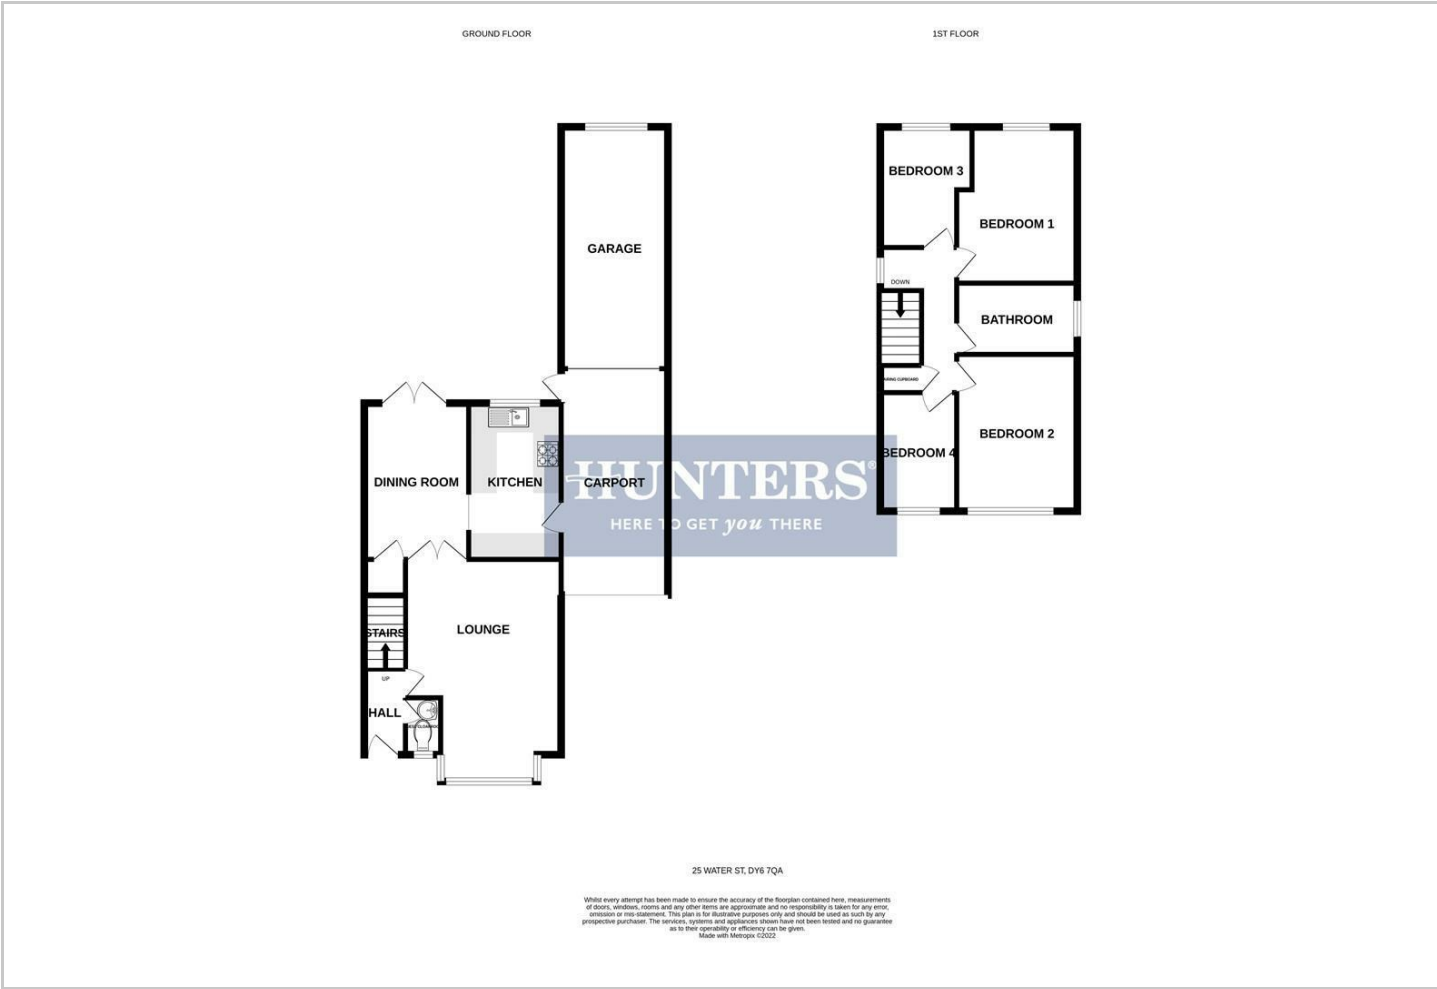 GROUND FLOOR
1ST FLOOR
GARAGE
DINING ROOM
KITCHEN
CARPORT
LOUNGE
STAIRS
UP
HALL
BEDROOM 3
BEDROOM 1
DOWN
BATHROOM
CUPBOARD
BEDROOM 2
BEDROOM 4
HUNTERS®
HERE TO GET you THERE
25 WATER ST, DY6 7QA
Whilst every attempt has been made to ensure the accuracy of the floorplan contained here, measurements
of doors, windows, rooms and any other items are approximate and no responsibility is taken for any error,
omission or mis-statement. This plan is for illustrative purposes only and should be used as such by any
prospective purchaser. The services, systems and appliances shown have not been tested and no guarantee
as to their operability or efficiency can be given.
Made with Metropix ©2022